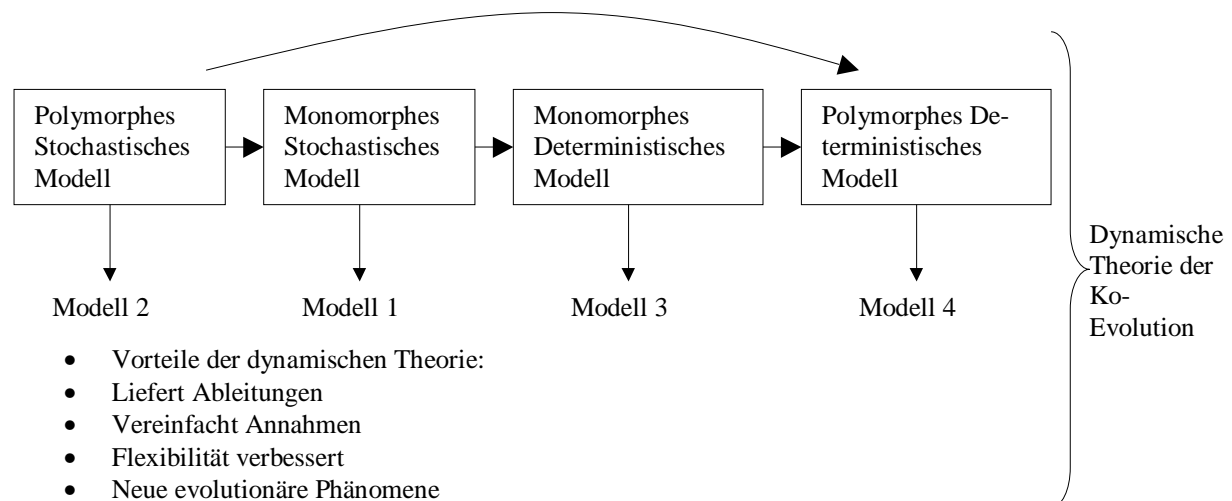 Polymorphes
Stochastisches
Modell
Monomorphes
Stochastisches
Modell
Monomorphes
Deterministisches
Modell
Polymorphes De-
terministisches
Modell
Modell 2
Modell 1
Modell 3
Modell 4
Dynamische
Theorie der
Ko-
Evolution
• Vorteile der dynamischen Theorie:
• Liefert Ableitungen
• Vereinfacht Annahmen
• Flexibilität verbessert
• Neue evolutionäre Phänomene